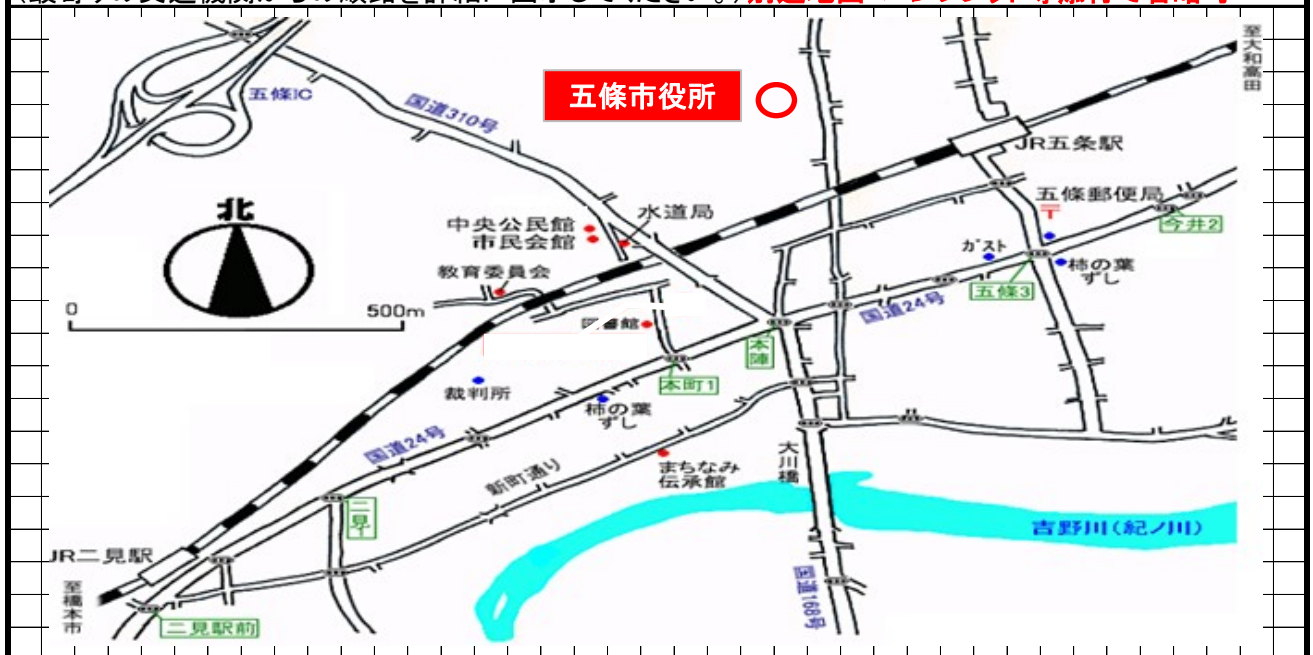 至大和高田
五條IC
国道310号
五條市役所
JR五条駅
五條郵便局
〒
今井2
北
中央公民館
市民会館
水道局
教育委員会
ガスト
柿の葉
ずし
五條3
国道24号
0
500m
本陣
本町1
裁判所
柿の葉
ずし
国道24号
新町通り
まちなみ
伝承館
大川橋
二見1
吉野川(紀ノ川)
JR二見駅
至橋本市
二見駅前
国道168号